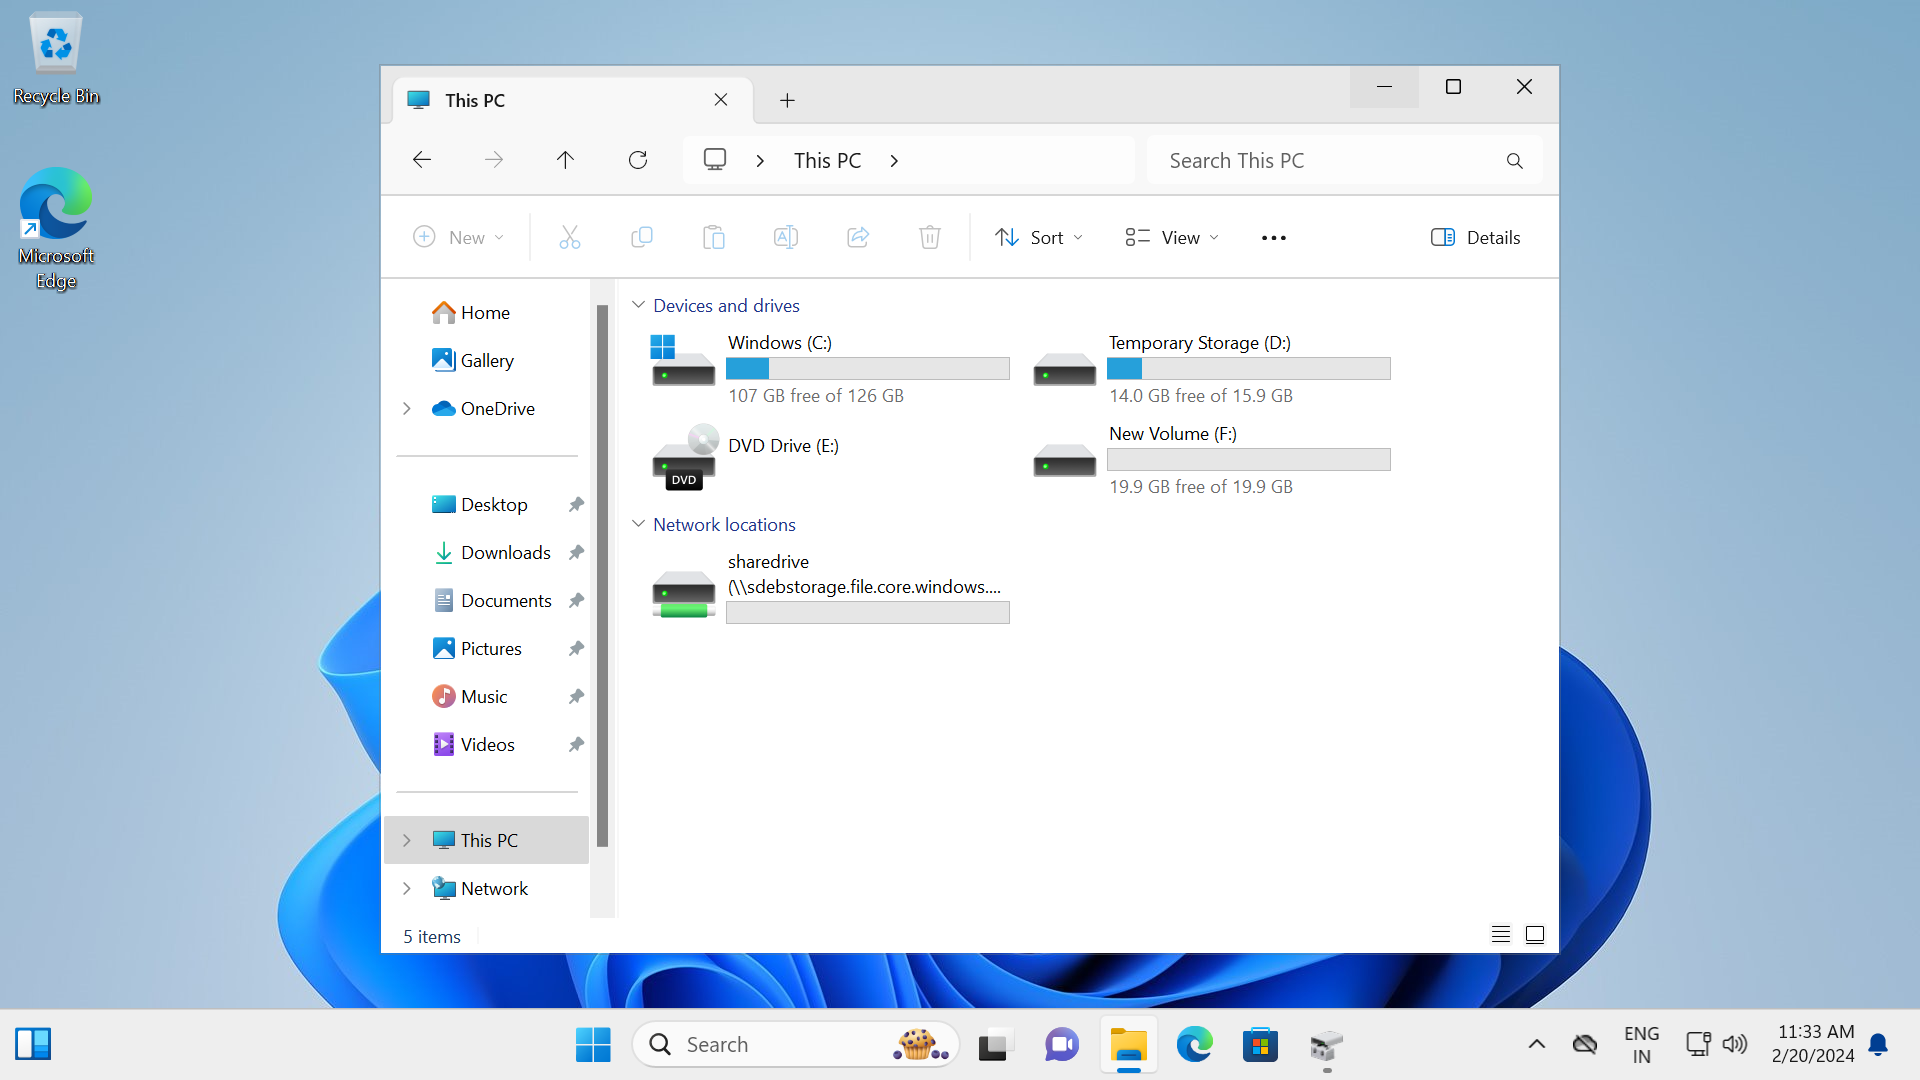 Recycle Bin
Microsoft
Edge
This PC
This PC
Search This PC
New
Sort
View
Details
Home
Gallery
OneDrive
Desktop
Downloads
Documents
Pictures
Music
Videos
This PC
Network
Devices and drives
Windows (C:)
107 GB free of 126 GB
Temporary Storage (D:)
14.0 GB free of 15.9 GB
DVD Drive (E:)
DVD
New Volume (F:)
19.9 GB free of 19.9 GB
Network locations
sharedrive
(\\sdebstorage.file.core.windows....
5 items
Search
ENG
IN
11:33 AM
2/20/2024